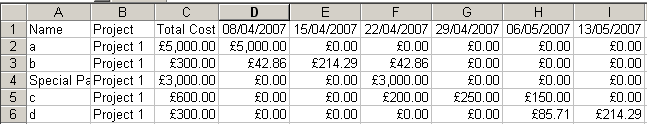 A B C D E F G H I
1 Name Project Total Cost 08/04/2007 15/04/2007 22/04/2007 29/04/2007 06/05/2007 13/05/2007
2 a Project 1 £5,000.00 £5,000.00 £0.00 £0.00 £0.00 £0.00 £0.00
3 b Project 1 £300.00 £42.86 £214.29 £42.86 £0.00 £0.00 £0.00
4 Special Pa Project 1 £3,000.00 £0.00 £0.00 £3,000.00 £0.00 £0.00 £0.00
5 c Project 1 £600.00 £0.00 £0.00 £200.00 £250.00 £150.00 £0.00
6 d Project 1 £300.00 £0.00 £0.00 £0.00 £0.00 £85.71 £214.29